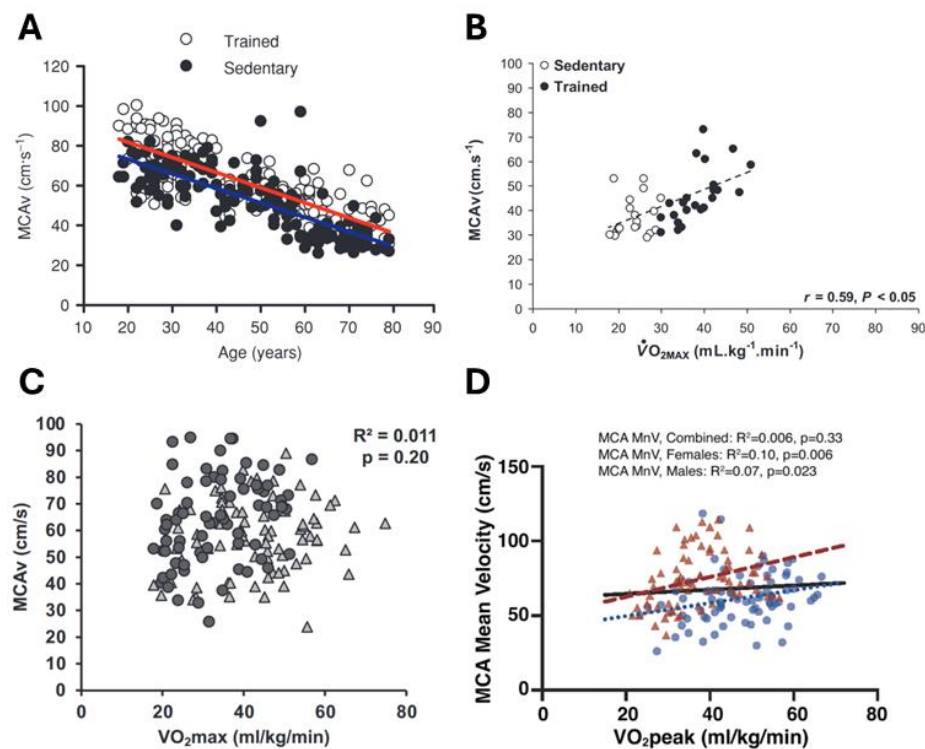 A
Trained
Sedentary
120
100
80
60
40
20
0
MCAv (cm·s⁻¹)
10 20 30 40 50 60 70 80 90
Age (years)
B
Sedentary
Trained
100
90
80
70
60
50
40
30
20
10
0
MCAv(cm.s⁻¹)
r = 0.59, P < 0.05
0 10 20 30 40 50 60 70 80 90
V̇O₂MAX (mL.kg⁻¹.min⁻¹)
C
R² = 0.011
p = 0.20
100
90
80
70
60
50
40
30
20
10
0
MCAv (cm/s)
0 20 40 60 80
VO₂max (ml/kg/min)
D
MCA MnV, Combined: R²=0.006, p=0.33
MCA MnV, Females: R²=0.10, p=0.006
MCA MnV, Males: R²=0.07, p=0.023
150
100
50
0
MCA Mean Velocity (cm/s)
0 20 40 60 80
VO₂peak (ml/kg/min)